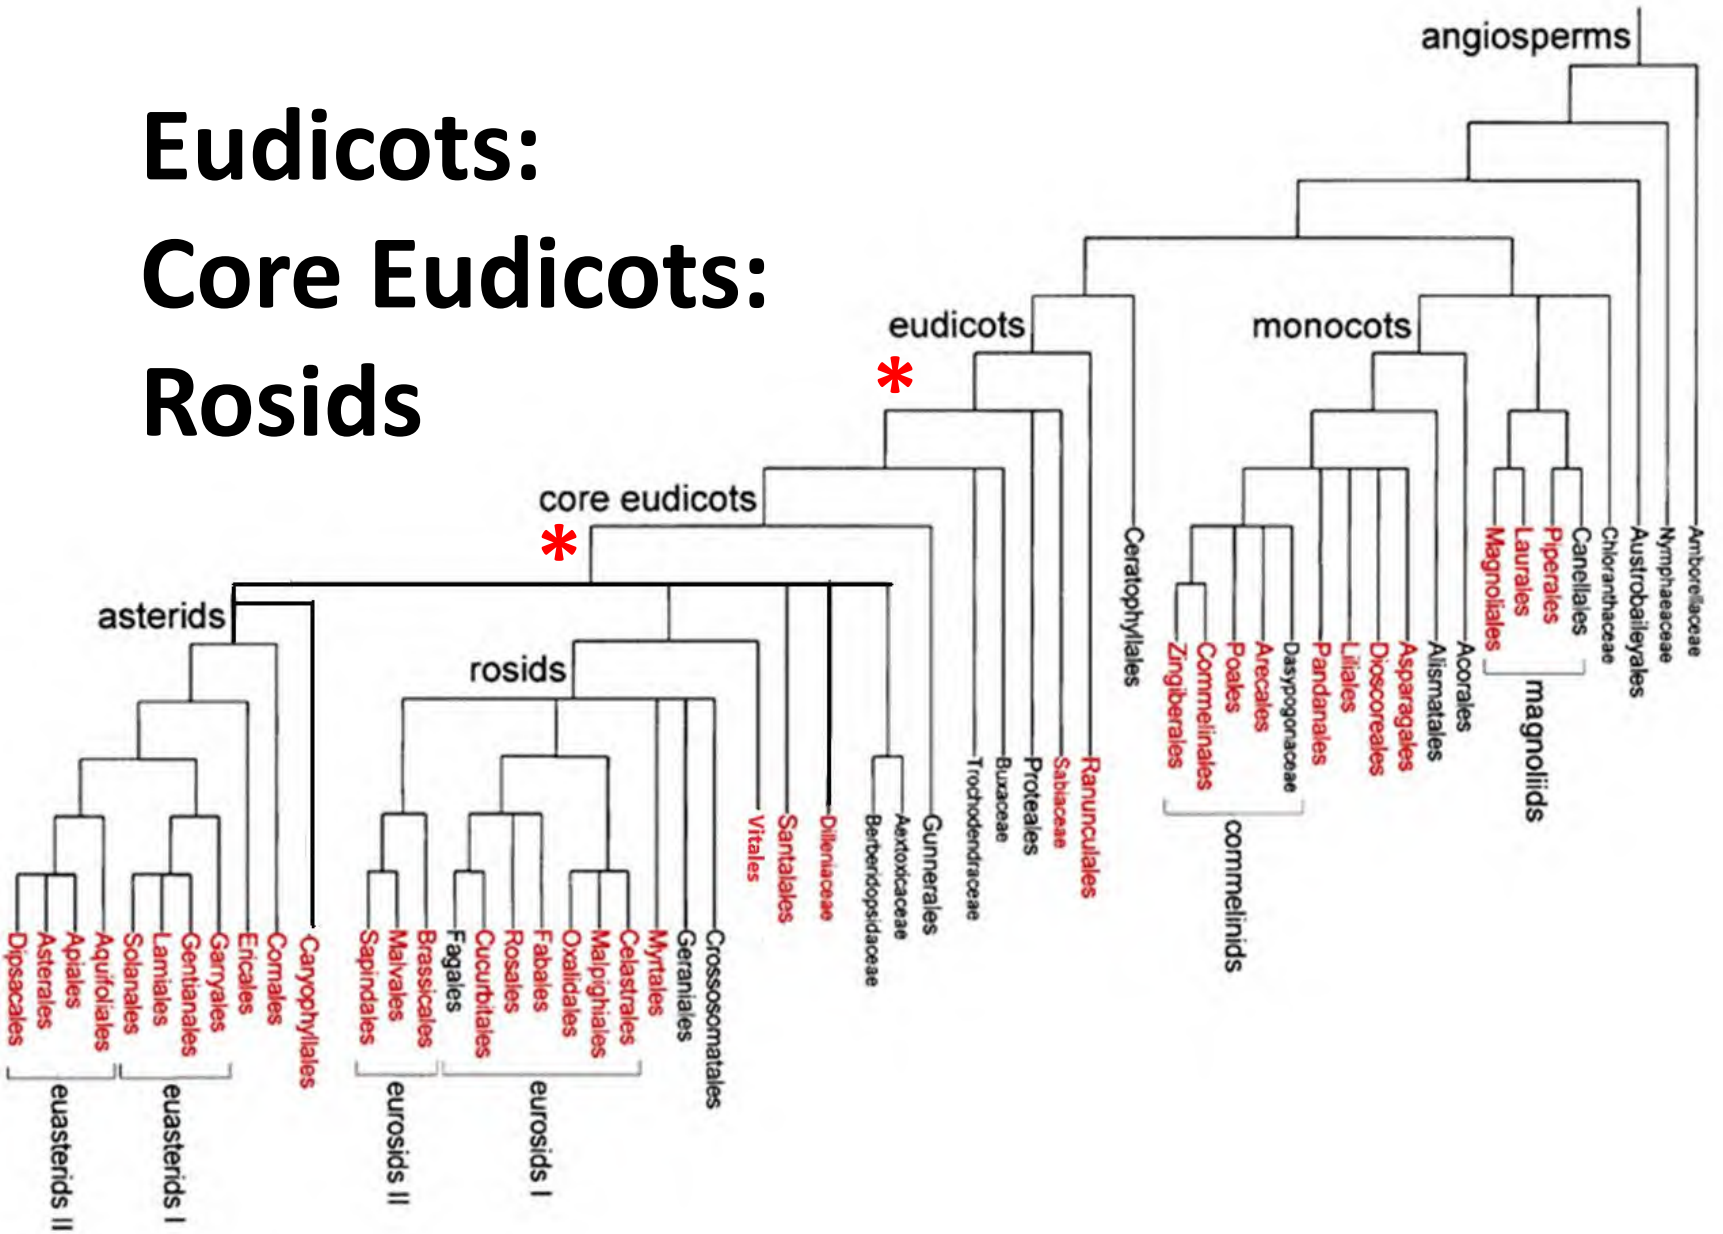 Eudicots:
Core Eudicots:
Rosids
angiosperms
eudicots
*
monocots
core eudicots
*
asterids
rosids
Dipsacales
Asterales
Apiales
Aquifoliales
Solanales
Lamiales
Gentianales
Garryales
Ericales
Cornales
Caryophyllales
Sapindales
Malvales
Brassicales
Fagales
Cucurbitales
Rosales
Fabales
Oxalidales
Malpighiales
Celastrales
Myrtales
Geraniales
Crossosomatales
Vitales
Santalales
Dilleniaceae
Berberidopsidaceae
Aextoxicaceae
Gunnerales
Trochodendraceae
Buxaceae
Proteales
Sabiaceae
Ranunculales
Ceratophyllales
Zingiberales
Commelinales
Poales
Arecales
Dasypogonaceae
Pandanales
Liliales
Dioscoreales
Asparagales
Alismatales
Acorales
Magnoliales
Laurales
Piperales
Canellales
Chloranthaceae
Austrobaileyales
Nymphaeaceae
Amborellaceae
euasterids II
euasterids I
eurosids II
eurosids I
commelinids
magnoliids